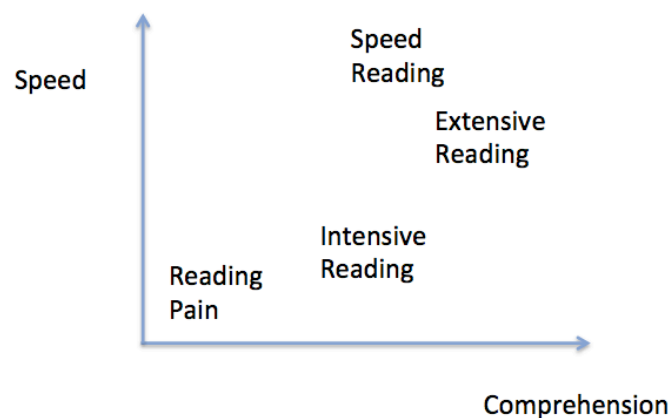 Speed
Speed
Reading
Extensive
Reading
Intensive
Reading
Reading
Pain
Comprehension